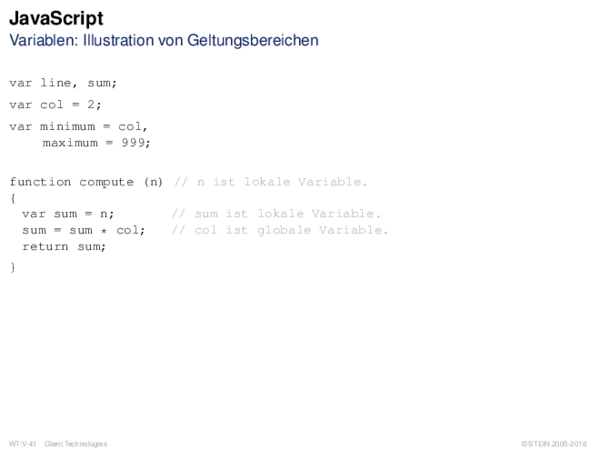 JavaScript
Variablen: Illustration von Geltungsbereichen
var line, sum;
var col = 2;
var minimum = col,
maximum = 999;
function compute (n) // n ist lokale Variable.
{
var sum = n; // sum ist lokale Variable.
sum = sum * col; // col ist globale Variable.
return sum;
}
WT:V-41 Client Technologies © STEIN 2005-2018